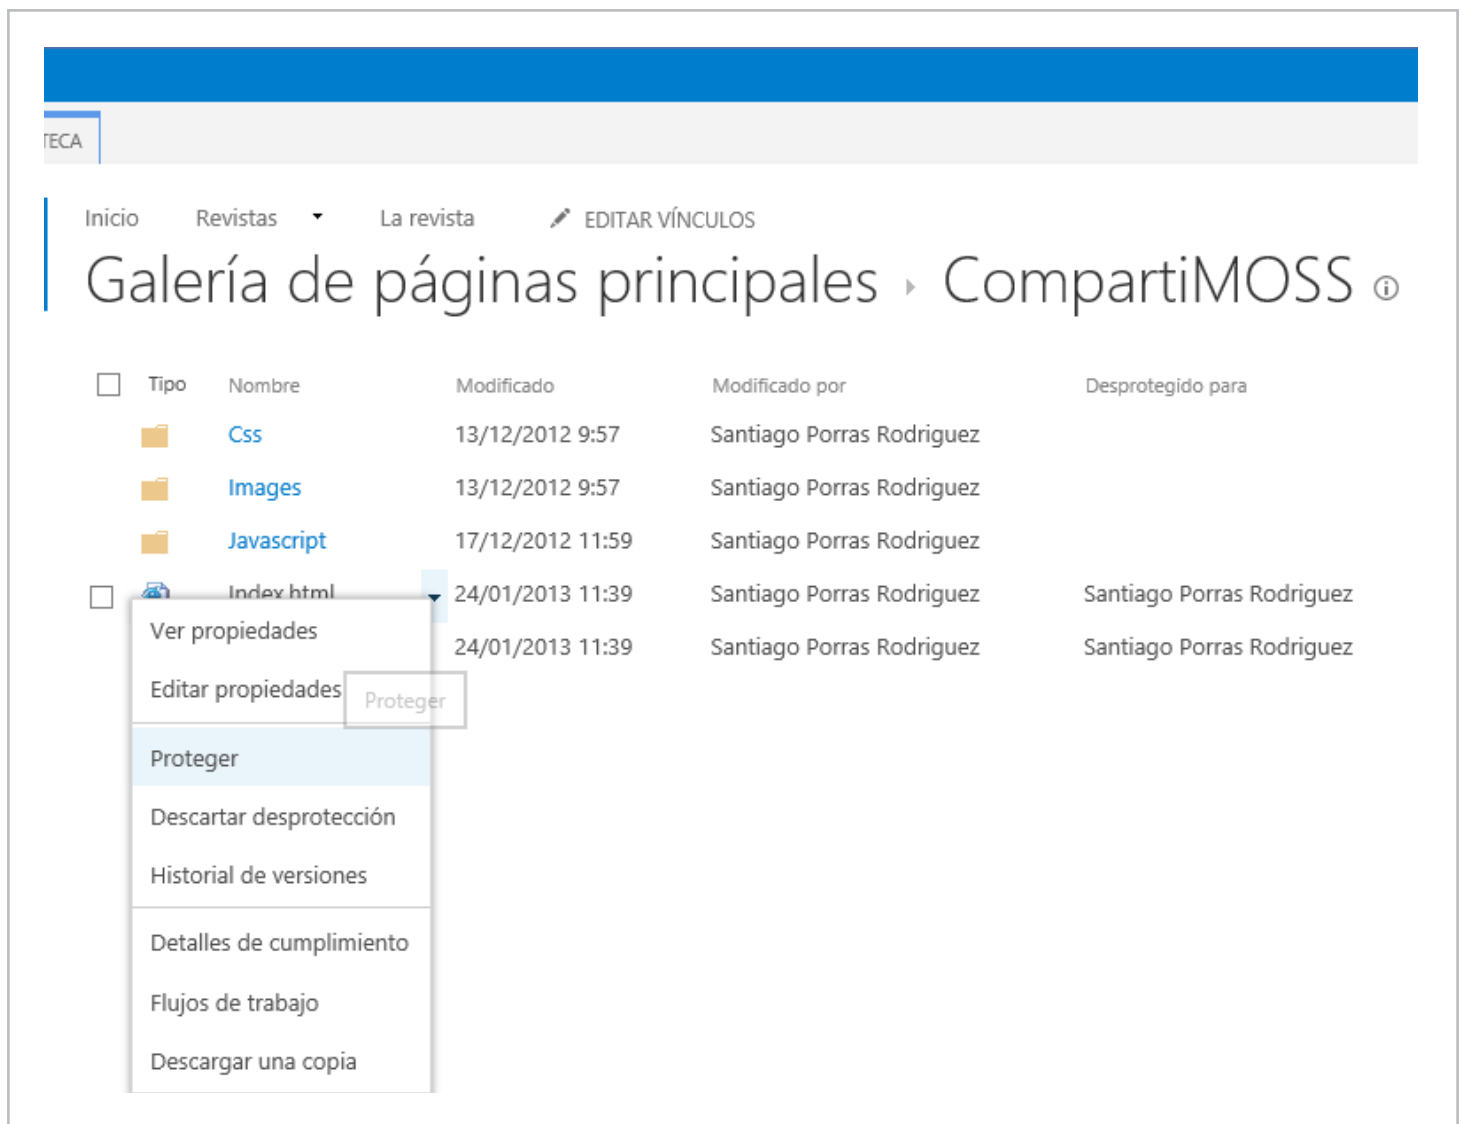 TECA
Inicio Revistas La revista EDITAR VÍNCULOS
Galería de páginas principales CompartiMOSS
Tipo Nombre Modificado Modificado por Desprotegido para
Css 13/12/2012 9:57 Santiago Porras Rodriguez
Images 13/12/2012 9:57 Santiago Porras Rodriguez
Javascript 17/12/2012 11:59 Santiago Porras Rodriguez
Index.html 24/01/2013 11:39 Santiago Porras Rodriguez Santiago Porras Rodriguez
24/01/2013 11:39 Santiago Porras Rodriguez Santiago Porras Rodriguez
Ver propiedades
Editar propiedades
Proteger
Proteger
Descartar desprotección
Historial de versiones
Detalles de cumplimiento
Flujos de trabajo
Descargar una copia